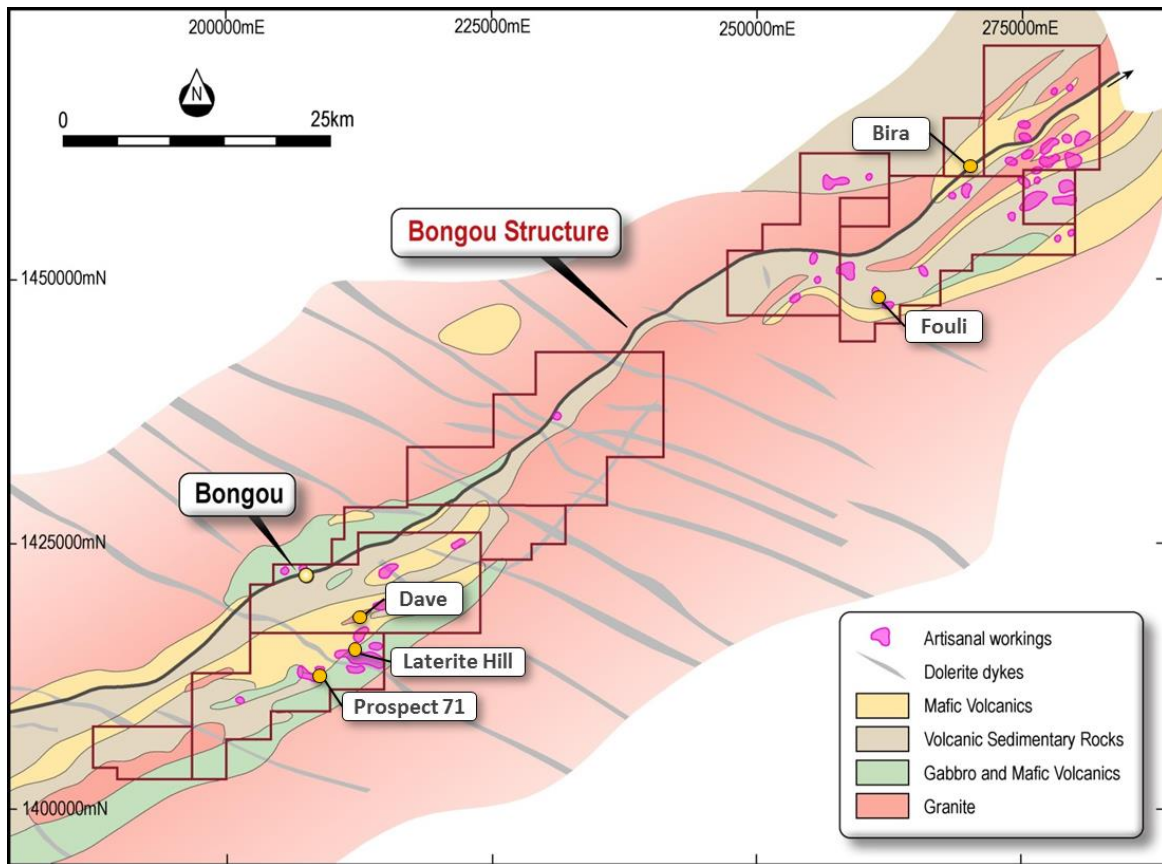 200000mE
225000mE
250000mE
275000mE
N
0
25km
Bira
Bongou Structure
1450000mN
Fouli
Bongou
1425000mN
Dave
Laterite Hill
Prospect 71
1400000mN
Artisanal workings
Dolerite dykes
Mafic Volcanics
Volcanic Sedimentary Rocks
Gabbro and Mafic Volcanics
Granite